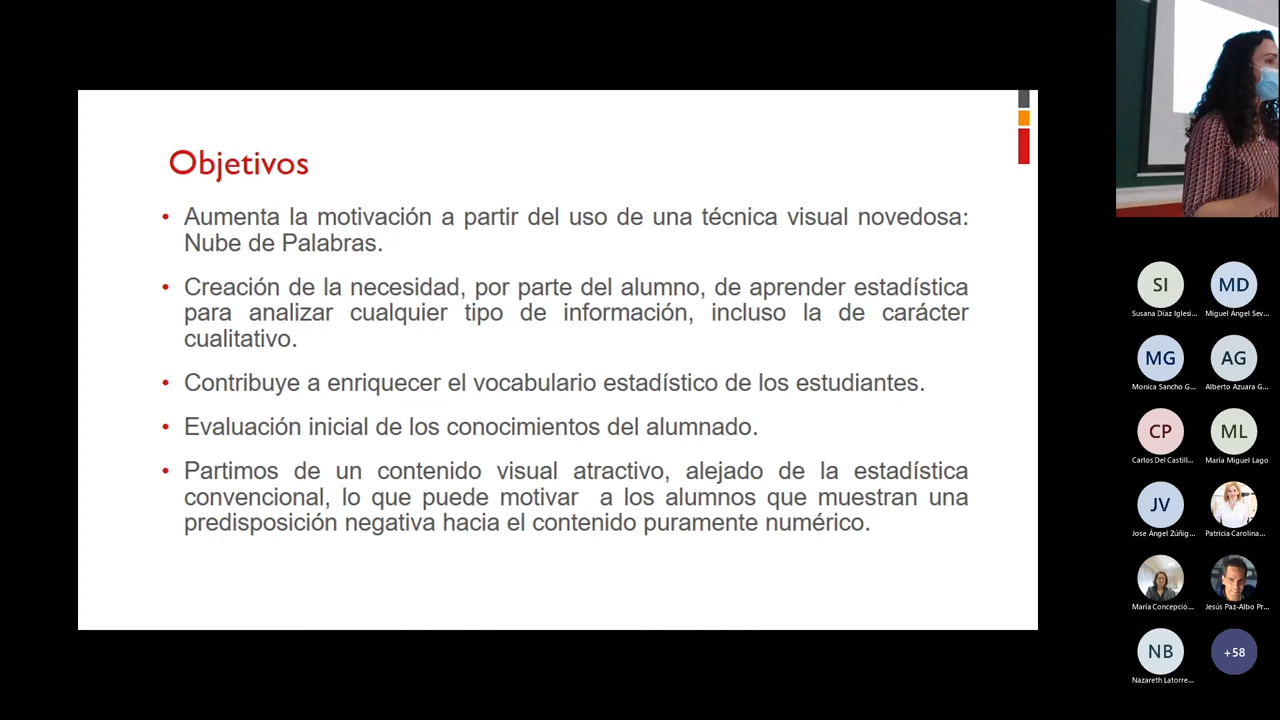 Objetivos
• Aumenta la motivación a partir del uso de una técnica visual novedosa:
Nube de Palabras.
• Creación de la necesidad, por parte del alumno, de aprender estadística
para analizar cualquier tipo de información, incluso la de carácter
cualitativo.
• Contribuye a enriquecer el vocabulario estadístico de los estudiantes.
• Evaluación inicial de los conocimientos del alumnado.
• Partimos de un contenido visual atractivo, alejado de la estadística
convencional, lo que puede motivar a los alumnos que muestran una
predisposición negativa hacia el contenido puramente numérico.
SI
Susana Díaz Iglesi...
MD
Miguel Ángel Sev...
MG
Monica Sancho G...
AG
Alberto Azuara G...
CP
Carlos Del Castill...
ML
María Miguel Lago
JV
Jose Ángel Zúñig...
Patricia Carolina...
María Concepció...
Jesús Paz-Albo Pr...
NB
Nazareth Latorre...
+58